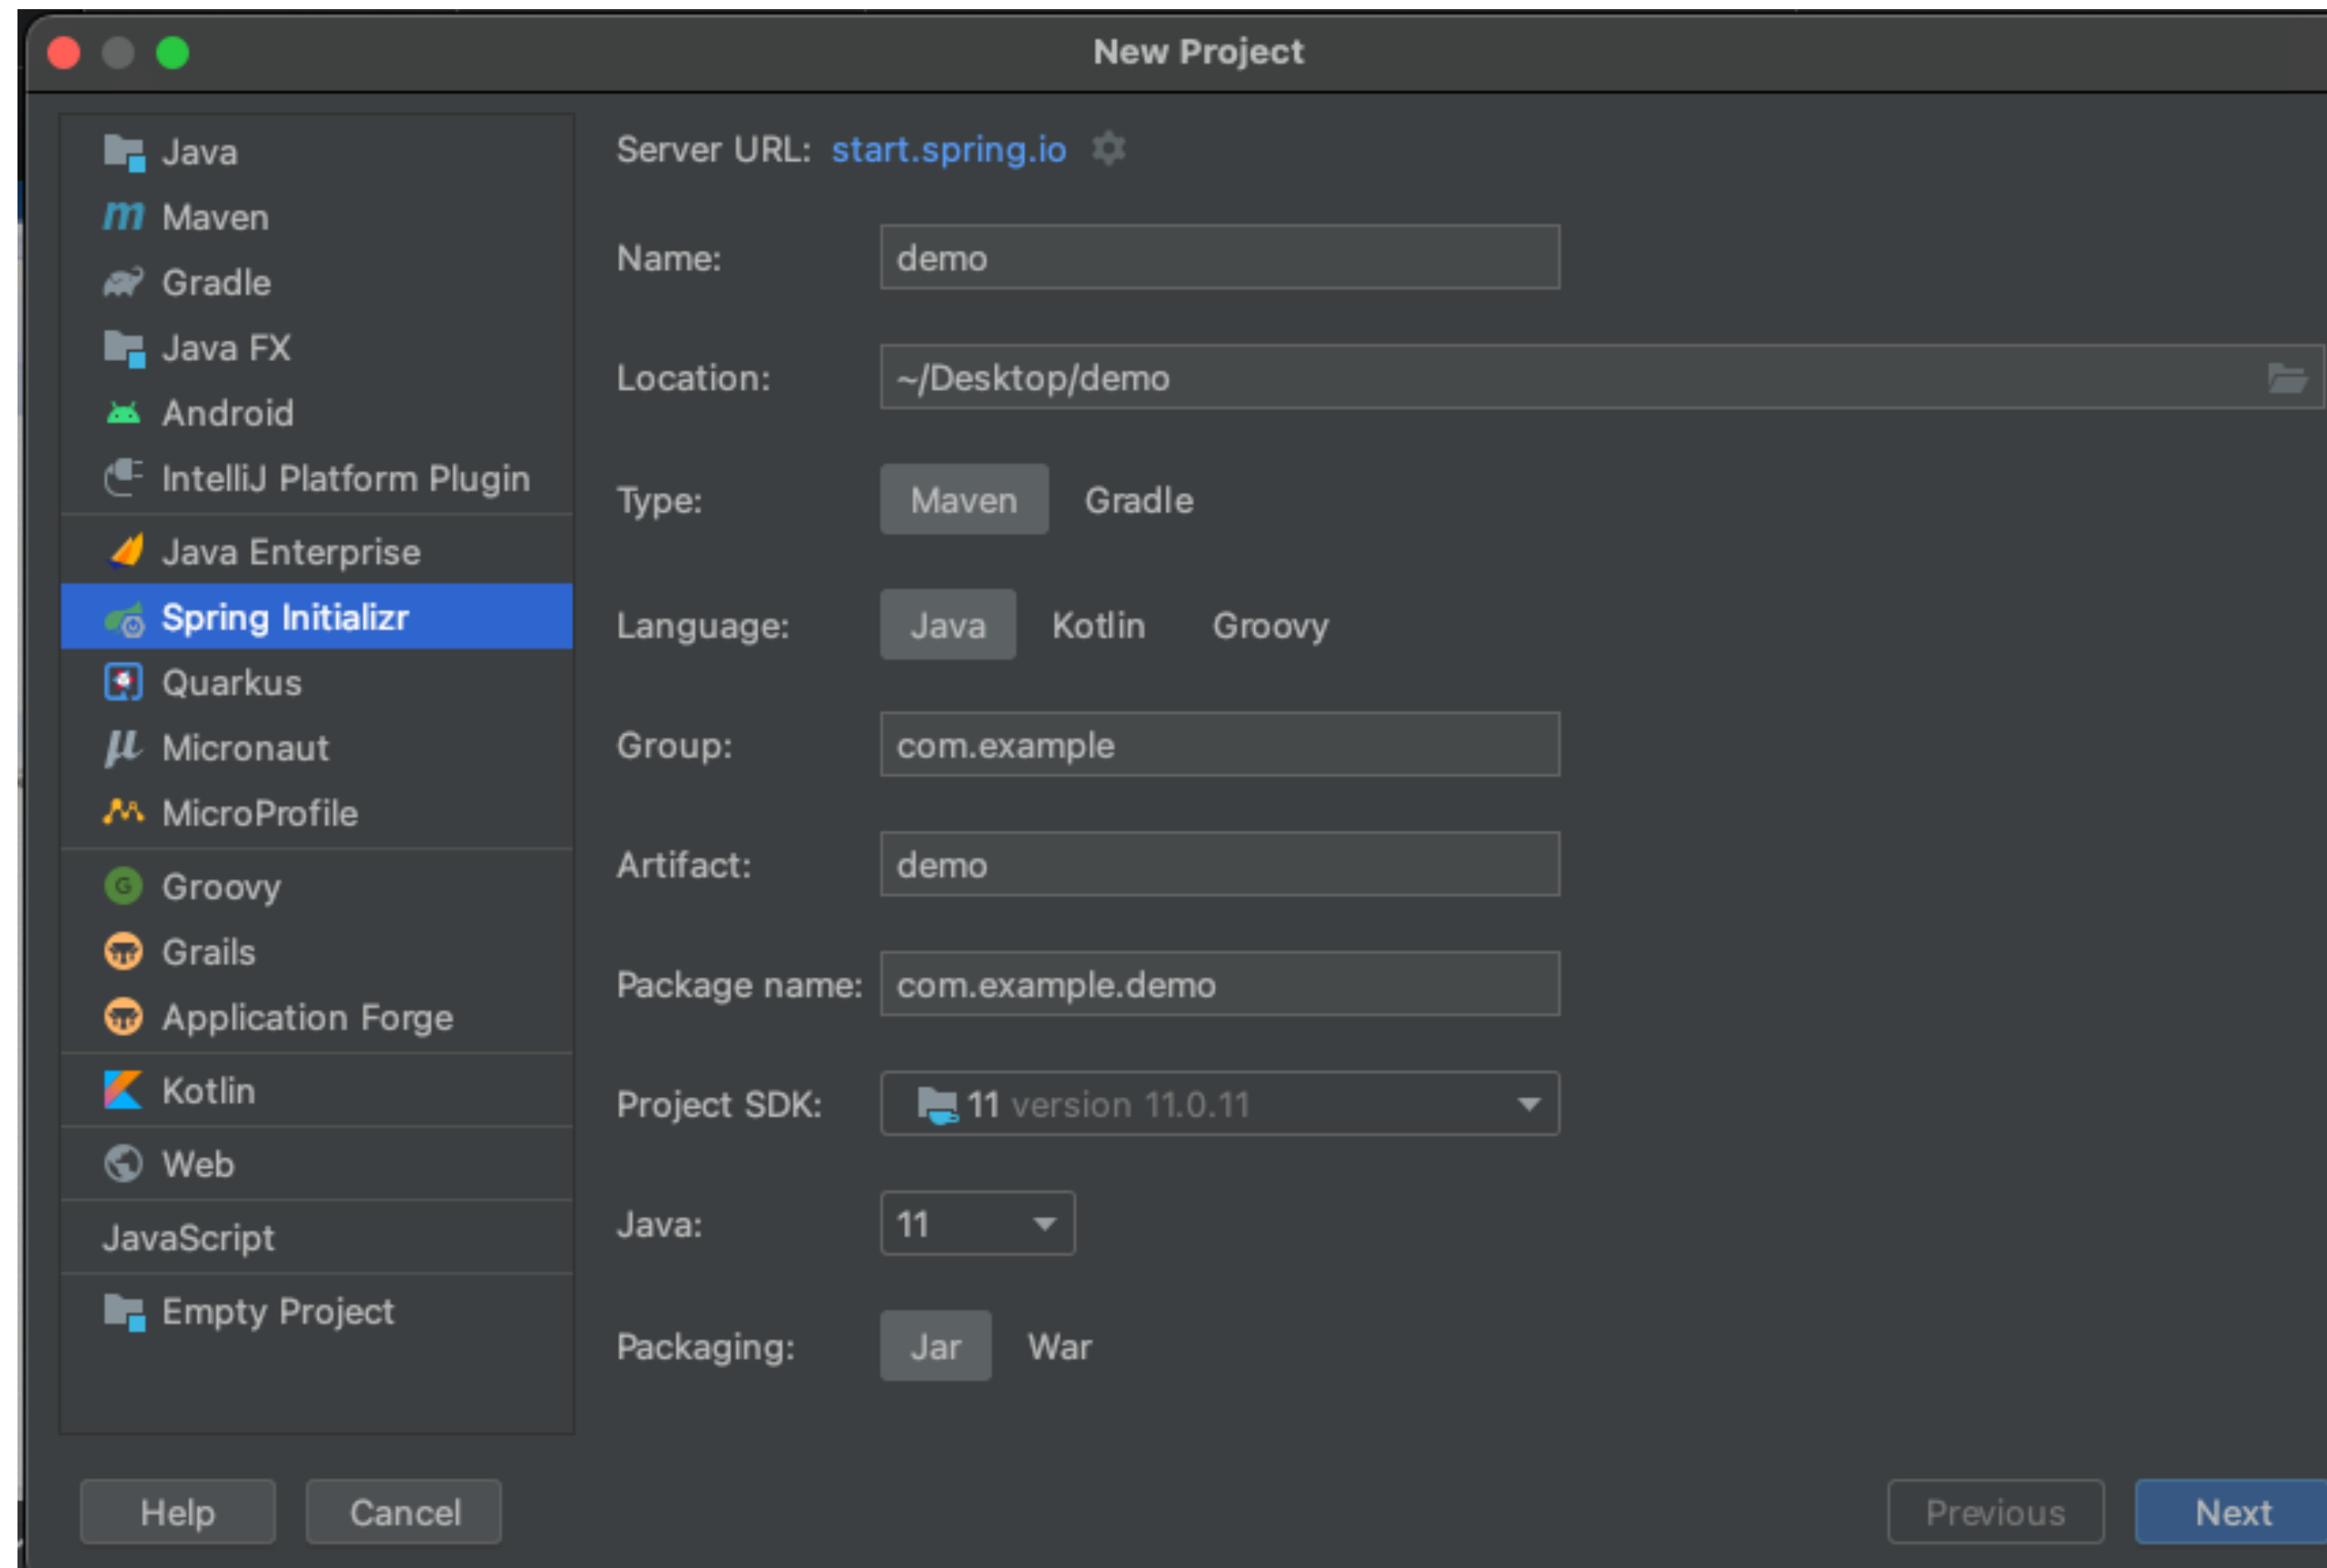 New Project
Java
Maven
Gradle
Java FX
Android
IntelliJ Platform Plugin
Java Enterprise
Spring Initializr
Quarkus
Micronaut
MicroProfile
Groovy
Grails
Application Forge
Kotlin
Web
JavaScript
Empty Project
Server URL: start.spring.io
Name: demo
Location: ~/Desktop/demo
Type: Maven Gradle
Language: Java Kotlin Groovy
Group: com.example
Artifact: demo
Package name: com.example.demo
Project SDK: 11 version 11.0.11
Java: 11
Packaging: Jar War
Help Cancel Previous Next